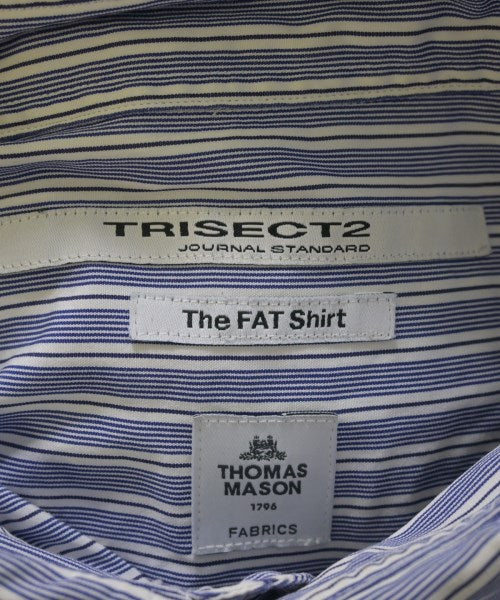 TRISECT2
JOURNAL STANDARD
The FAT Shirt
THOMAS
MASON
1796
FABRICS